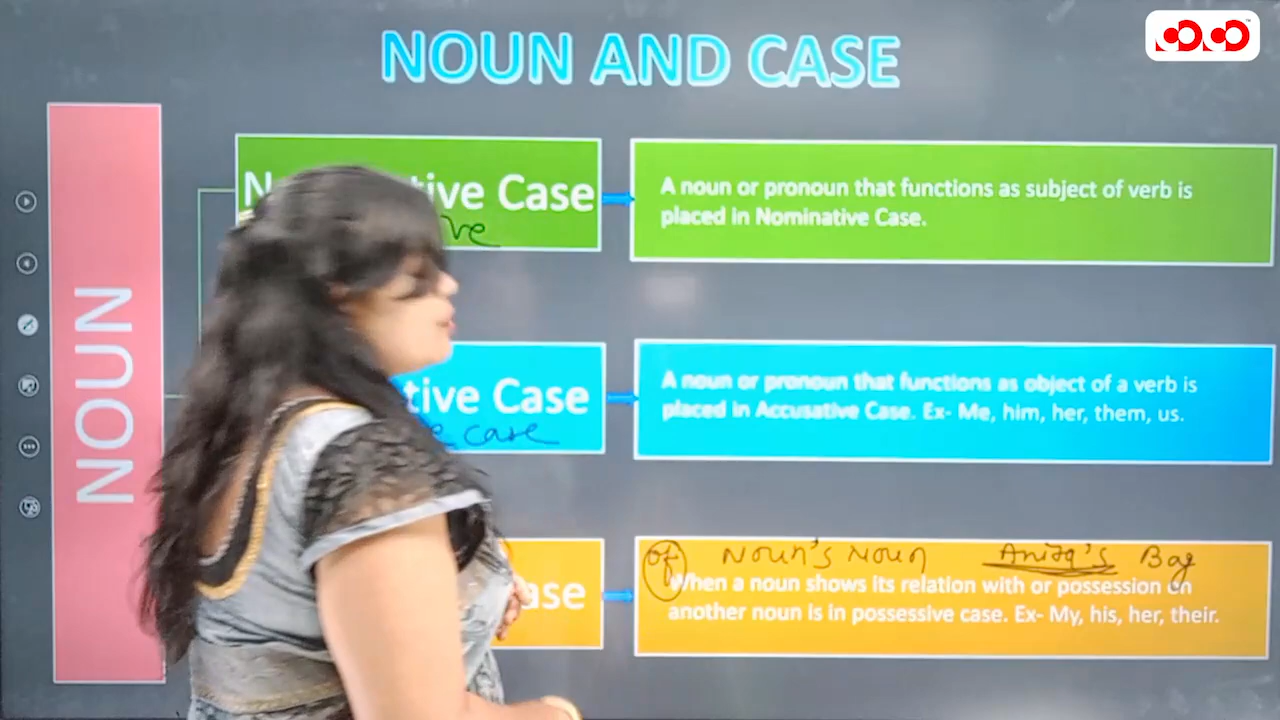 NOUN AND CASE
NOUN
tive Case
ve
A noun or pronoun that functions as subject of verb is
placed in Nominative Case.
tive Case
e case
A noun or pronoun that functions as object of a verb is
placed in Accusative Case. Ex- Me, him, her, them, us.
ase
of Noun's Noun Anita's Bag
When a noun shows its relation with or possession on
another noun is in possessive case. Ex- My, his, her, their.